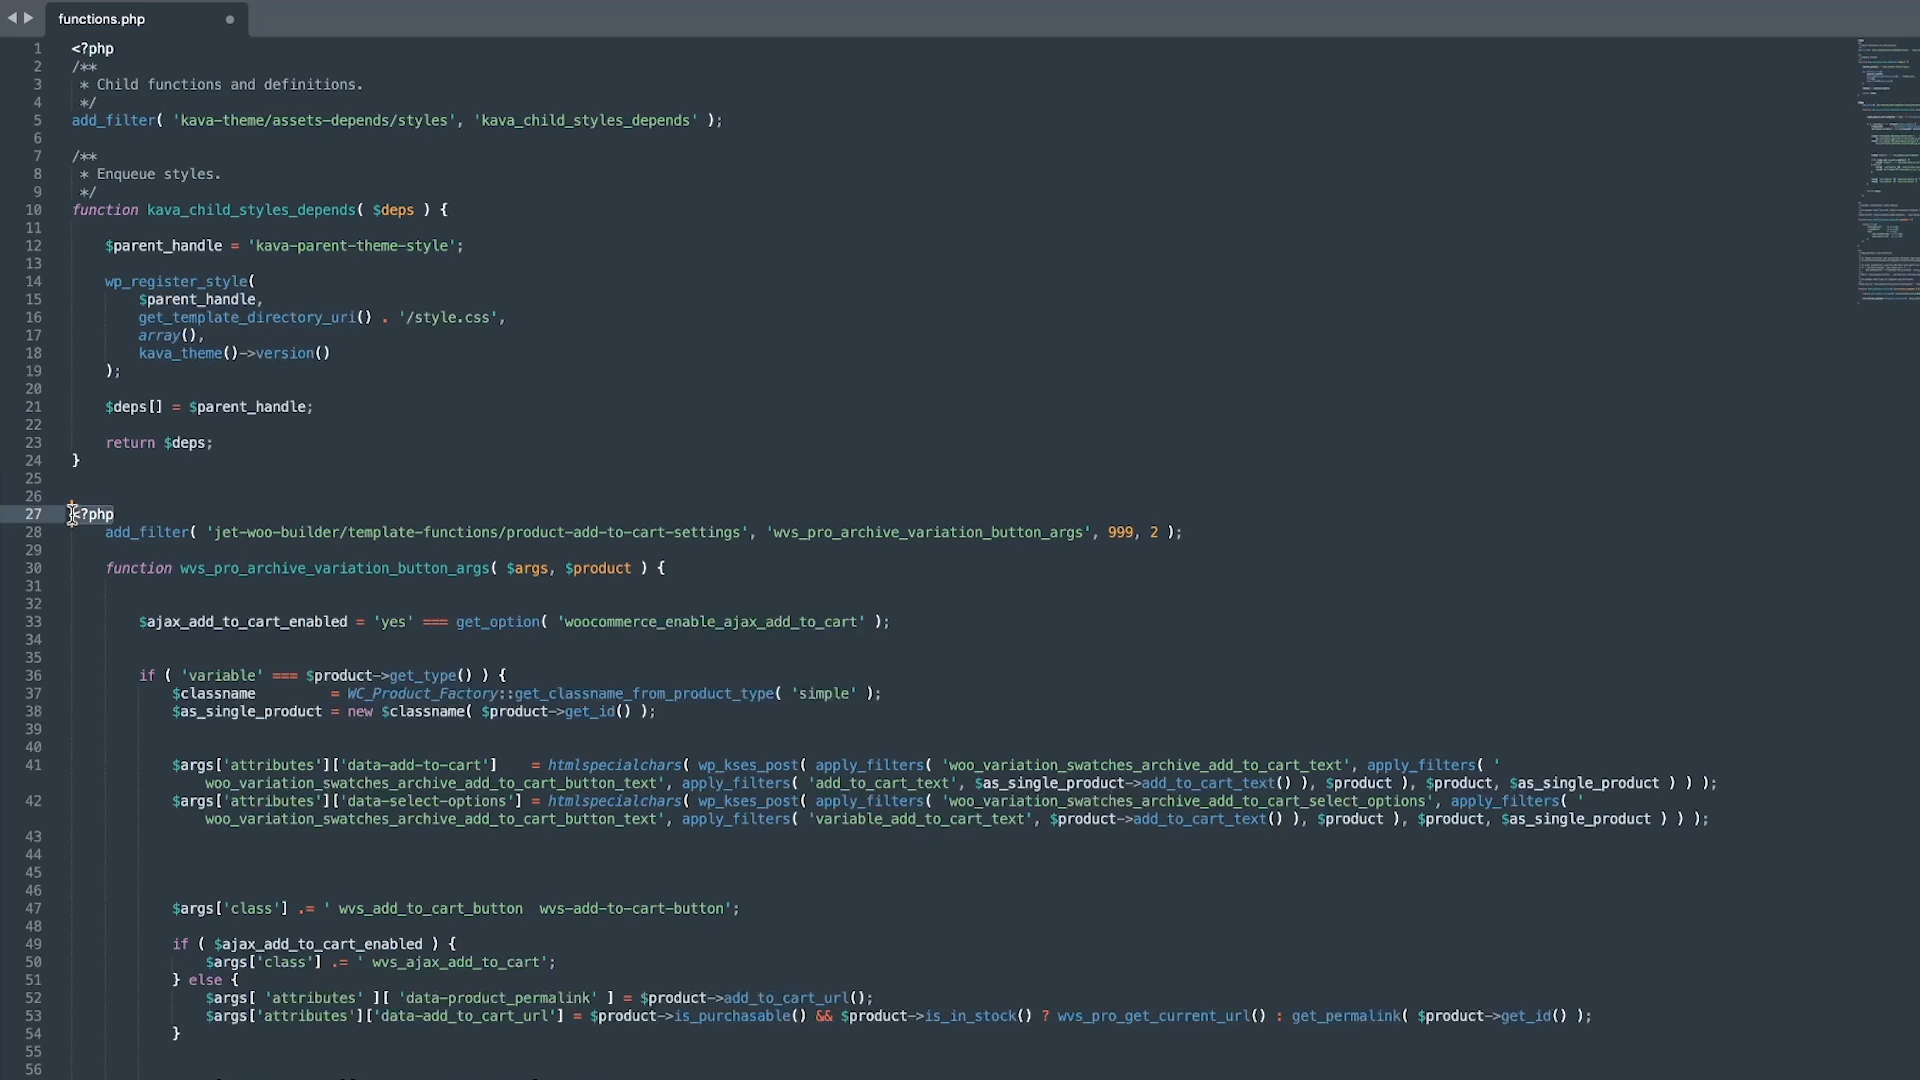 functions.php
1 <?php
2 /**
3 * Child functions and definitions.
4 */
5 add_filter( 'kava-theme/assets-depends/styles', 'kava_child_styles_depends' );
6
7 /**
8 * Enqueue styles.
9 */
10 function kava_child_styles_depends( $deps ) {
11
12 $parent_handle = 'kava-parent-theme-style';
13
14 wp_register_style(
15 $parent_handle,
16 get_template_directory_uri() . '/style.css',
17 array(),
18 kava_theme()->version()
19 );
20
21 $deps[] = $parent_handle;
22
23 return $deps;
24 }
25
26
27 <?php
28 add_filter( 'jet-woo-builder/template-functions/product-add-to-cart-settings', 'wvs_pro_archive_variation_button_args', 999, 2 );
29
30 function wvs_pro_archive_variation_button_args( $args, $product ) {
31
32
33 $ajax_add_to_cart_enabled = 'yes' === get_option( 'woocommerce_enable_ajax_add_to_cart' );
34
35
36 if ( 'variable' === $product->get_type() ) {
37 $classname = WC_Product_Factory::get_classname_from_product_type( 'simple' );
38 $as_single_product = new $classname( $product->get_id() );
39
40
41 $args['attributes']['data-add-to-cart'] = htmlspecialchars( wp_kses_post( apply_filters( 'woo_variation_swatches_archive_add_to_cart_text', apply_filters( '
woo_variation_swatches_archive_add_to_cart_button_text', apply_filters( 'add_to_cart_text', $as_single_product->add_to_cart_text() ), $product ), $product, $as_single_product ) ) );
42 $args['attributes']['data-select-options'] = htmlspecialchars( wp_kses_post( apply_filters( 'woo_variation_swatches_archive_add_to_cart_select_options', apply_filters( '
woo_variation_swatches_archive_add_to_cart_button_text', apply_filters( 'variable_add_to_cart_text', $product->add_to_cart_text() ), $product ), $product, $as_single_product ) ) );
43
44
45
46
47 $args['class'] .= ' wvs_add_to_cart_button  wvs-add-to-cart-button';
48
49 if ( $ajax_add_to_cart_enabled ) {
50 $args['class'] .= ' wvs_ajax_add_to_cart';
51 } else {
52 $args[ 'attributes' ][ 'data-product_permalink' ] = $product->add_to_cart_url();
53 $args['attributes']['data-add_to_cart_url'] = $product->is_purchasable() && $product->is_in_stock() ? wvs_pro_get_current_url() : get_permalink( $product->get_id() );
54 }
55
56